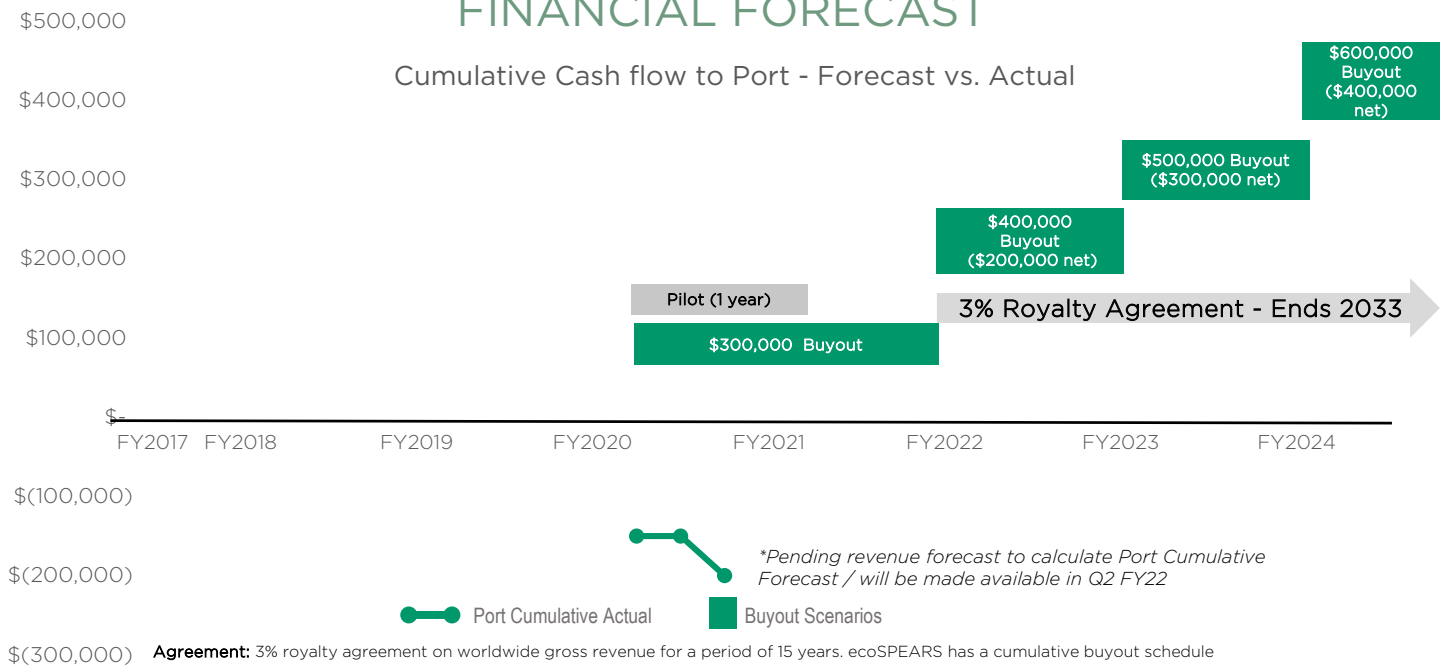 FINANCIAL FORECAST
Cumulative Cash flow to Port - Forecast vs. Actual
$500,000
$400,000
$300,000
$200,000
$100,000
$-
$(100,000)
$(200,000)
$(300,000)
$600,000
Buyout
($400,000
net)
$500,000 Buyout
($300,000 net)
$400,000
Buyout
($200,000 net)
Pilot (1 year)
3% Royalty Agreement - Ends 2033
$300,000 Buyout
FY2017 FY2018 FY2019 FY2020 FY2021 FY2022 FY2023 FY2024
*Pending revenue forecast to calculate Port Cumulative
Forecast / will be made available in Q2 FY22
Port Cumulative Actual
Buyout Scenarios
Agreement: 3% royalty agreement on worldwide gross revenue for a period of 15 years. ecoSPEARS has a cumulative buyout schedule